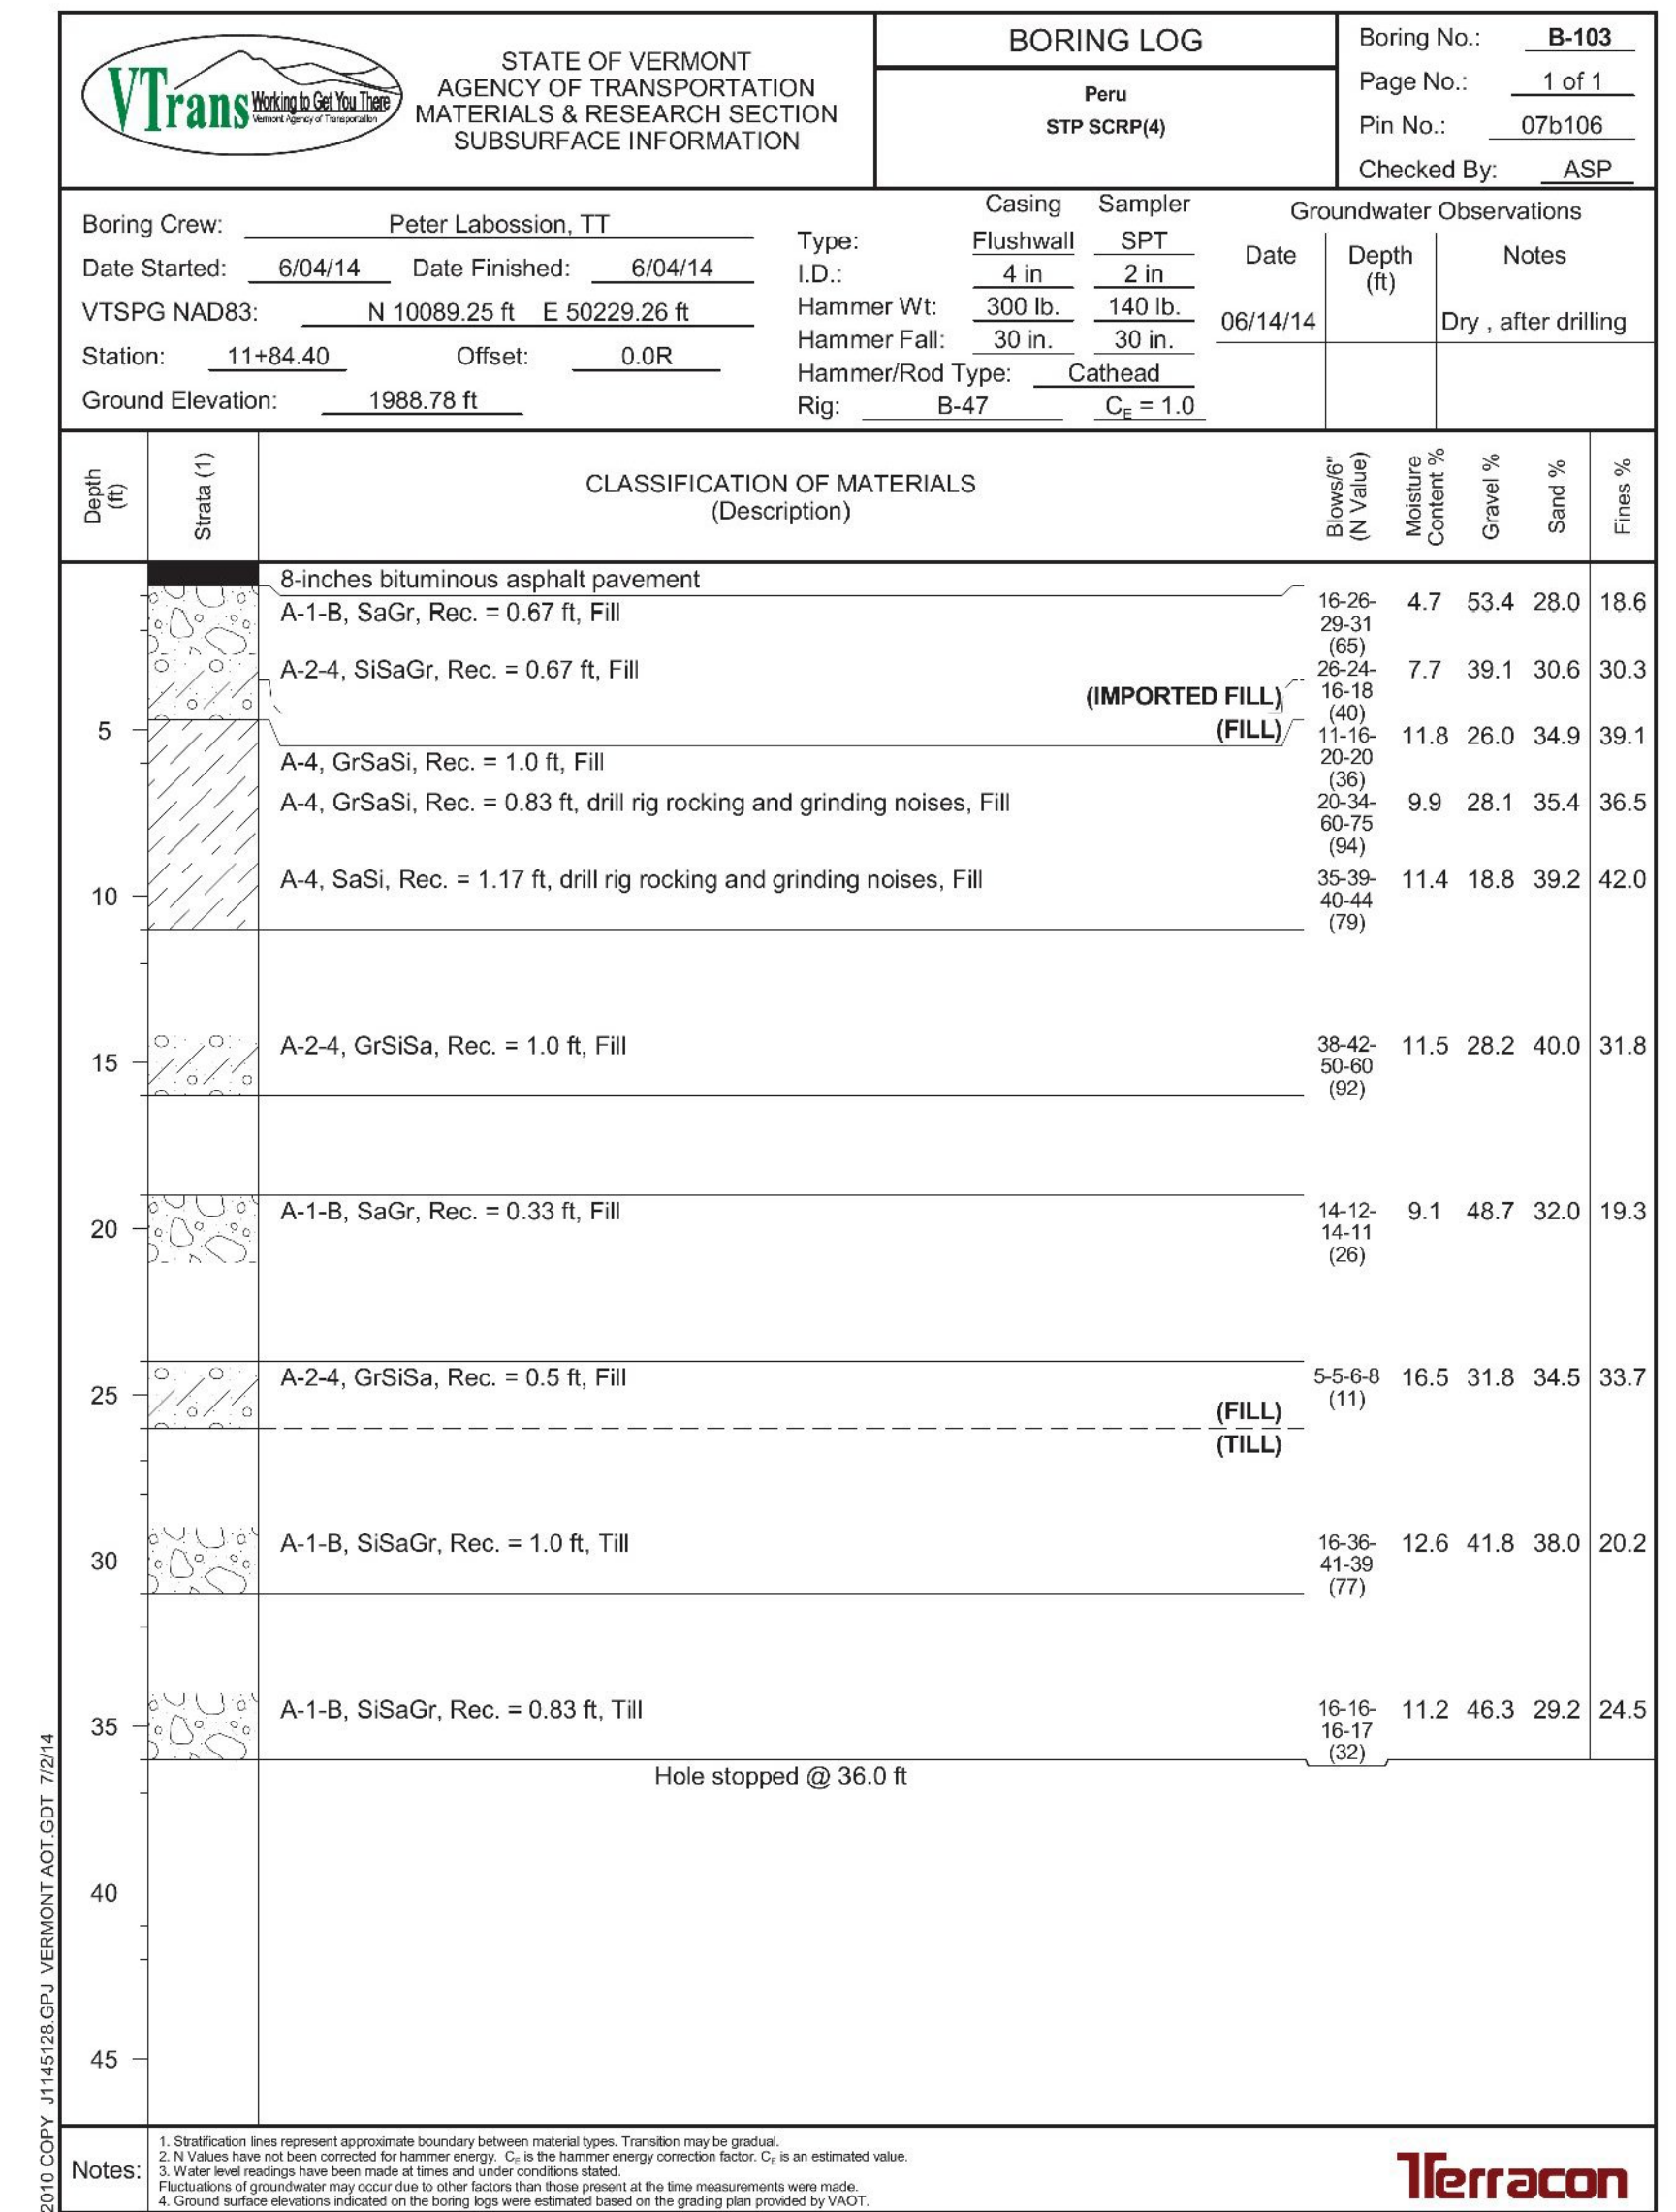 VTrans Working to Get You There
Vermont Agency of Transportation
STATE OF VERMONT
AGENCY OF TRANSPORTATION
MATERIALS & RESEARCH SECTION
SUBSURFACE INFORMATION
BORING LOG
Peru
STP SCRP(4)
Boring No.: B-103
Page No.: 1 of 1
Pin No.: 07b106
Checked By: ASP
Boring Crew: Peter Labossion, TT
Date Started: 6/04/14 Date Finished: 6/04/14
VTSPG NAD83: N 10089.25 ft E 50229.26 ft
Station: 11+84.40 Offset: 0.0R
Ground Elevation: 1988.78 ft
Casing Sampler
Type: Flushwall SPT
I.D.: 4 in 2 in
Hammer Wt: 300 lb. 140 lb.
Hammer Fall: 30 in. 30 in.
Hammer/Rod Type: Cathead
Rig: B-47 CE = 1.0
Groundwater Observations
Date Depth (ft) Notes
06/14/14 Dry , after drilling
Depth (ft)
Strata (1)
CLASSIFICATION OF MATERIALS
(Description)
Blows/6" (N Value)
Moisture Content %
Gravel %
Sand %
Fines %
8-inches bituminous asphalt pavement
A-1-B, SaGr, Rec. = 0.67 ft, Fill 16-26- 4.7 53.4 28.0 18.6
29-31
(65)
A-2-4, SiSaGr, Rec. = 0.67 ft, Fill 26-24- 7.7 39.1 30.6 30.3
(IMPORTED FILL) 16-18
(40)
5 (FILL) 11-16- 11.8 26.0 34.9 39.1
A-4, GrSaSi, Rec. = 1.0 ft, Fill 20-20
(36)
A-4, GrSaSi, Rec. = 0.83 ft, drill rig rocking and grinding noises, Fill 20-34- 9.9 28.1 35.4 36.5
60-75
(94)
A-4, SaSi, Rec. = 1.17 ft, drill rig rocking and grinding noises, Fill 35-39- 11.4 18.8 39.2 42.0
10 40-44
(79)
A-2-4, GrSiSa, Rec. = 1.0 ft, Fill 38-42- 11.5 28.2 40.0 31.8
15 50-60
(92)
A-1-B, SaGr, Rec. = 0.33 ft, Fill 14-12- 9.1 48.7 32.0 19.3
20 14-11
(26)
A-2-4, GrSiSa, Rec. = 0.5 ft, Fill 5-5-6-8 16.5 31.8 34.5 33.7
25 (11)
(FILL)
(TILL)
A-1-B, SiSaGr, Rec. = 1.0 ft, Till 16-36- 12.6 41.8 38.0 20.2
30 41-39
(77)
A-1-B, SiSaGr, Rec. = 0.83 ft, Till 16-16- 11.2 46.3 29.2 24.5
35 16-17
(32)
Hole stopped @ 36.0 ft
40
45
2010 COPY J1145128.GPJ VERMONT AOT.GDT 7/2/14
Notes:
1. Stratification lines represent approximate boundary between material types. Transition may be gradual.
2. N Values have not been corrected for hammer energy. CE is the hammer energy correction factor. CE is an estimated value.
3. Water level readings have been made at times and under conditions stated.
Fluctuations of groundwater may occur due to other factors than those present at the time measurements were made.
4. Ground surface elevations indicated on the boring logs were estimated based on the grading plan provided by VAOT.
Terracon